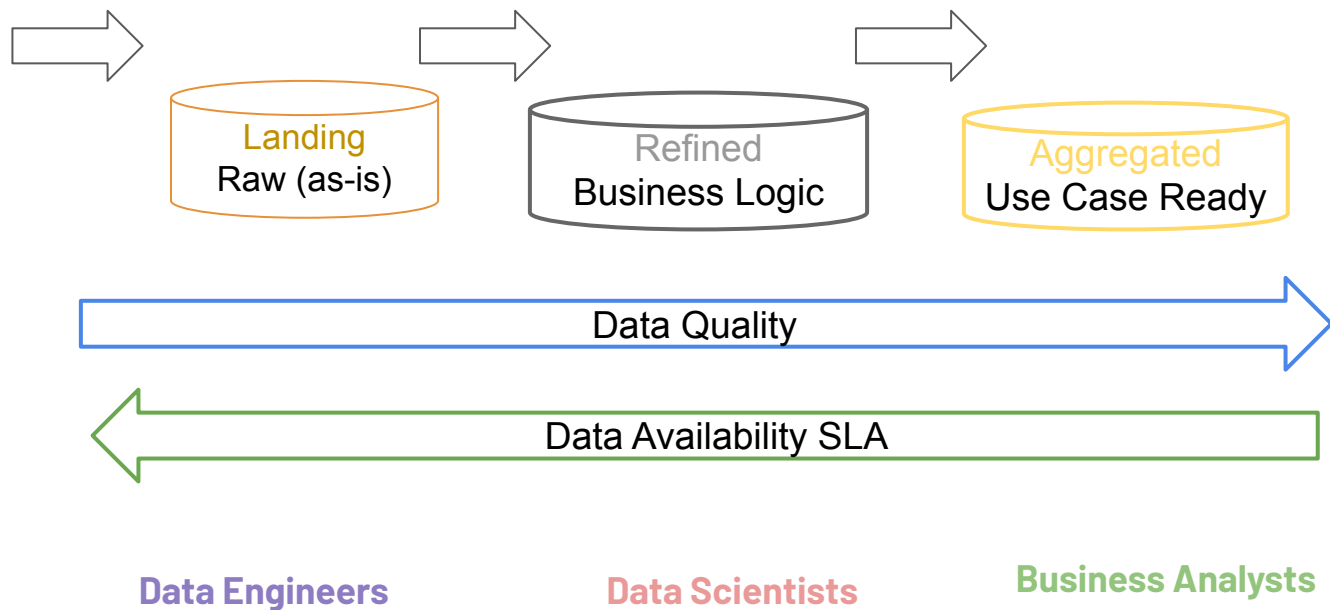 Landing
Raw (as-is)
Refined
Business Logic
Aggregated
Use Case Ready
Data Quality
Data Availability SLA
Data Engineers
Data Scientists
Business Analysts